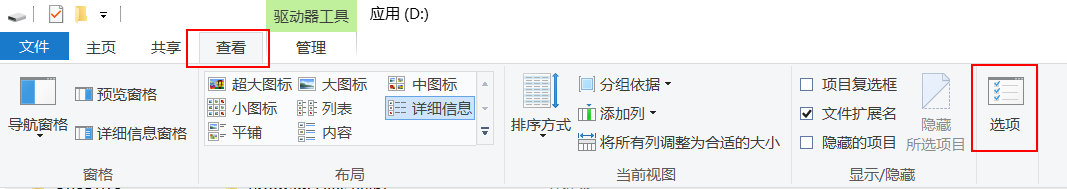 驱动器工具
应用 (D:)
文件
主页
共享
查看
管理
导航窗格
预览窗格
详细信息窗格
窗格
超大图标
大图标
中图标
小图标
列表
详细信息
平铺
内容
布局
排序方式
分组依据
添加列
将所有列调整为合适的大小
当前视图
项目复选框
文件扩展名
隐藏的项目
隐藏
所选项目
显示/隐藏
选项